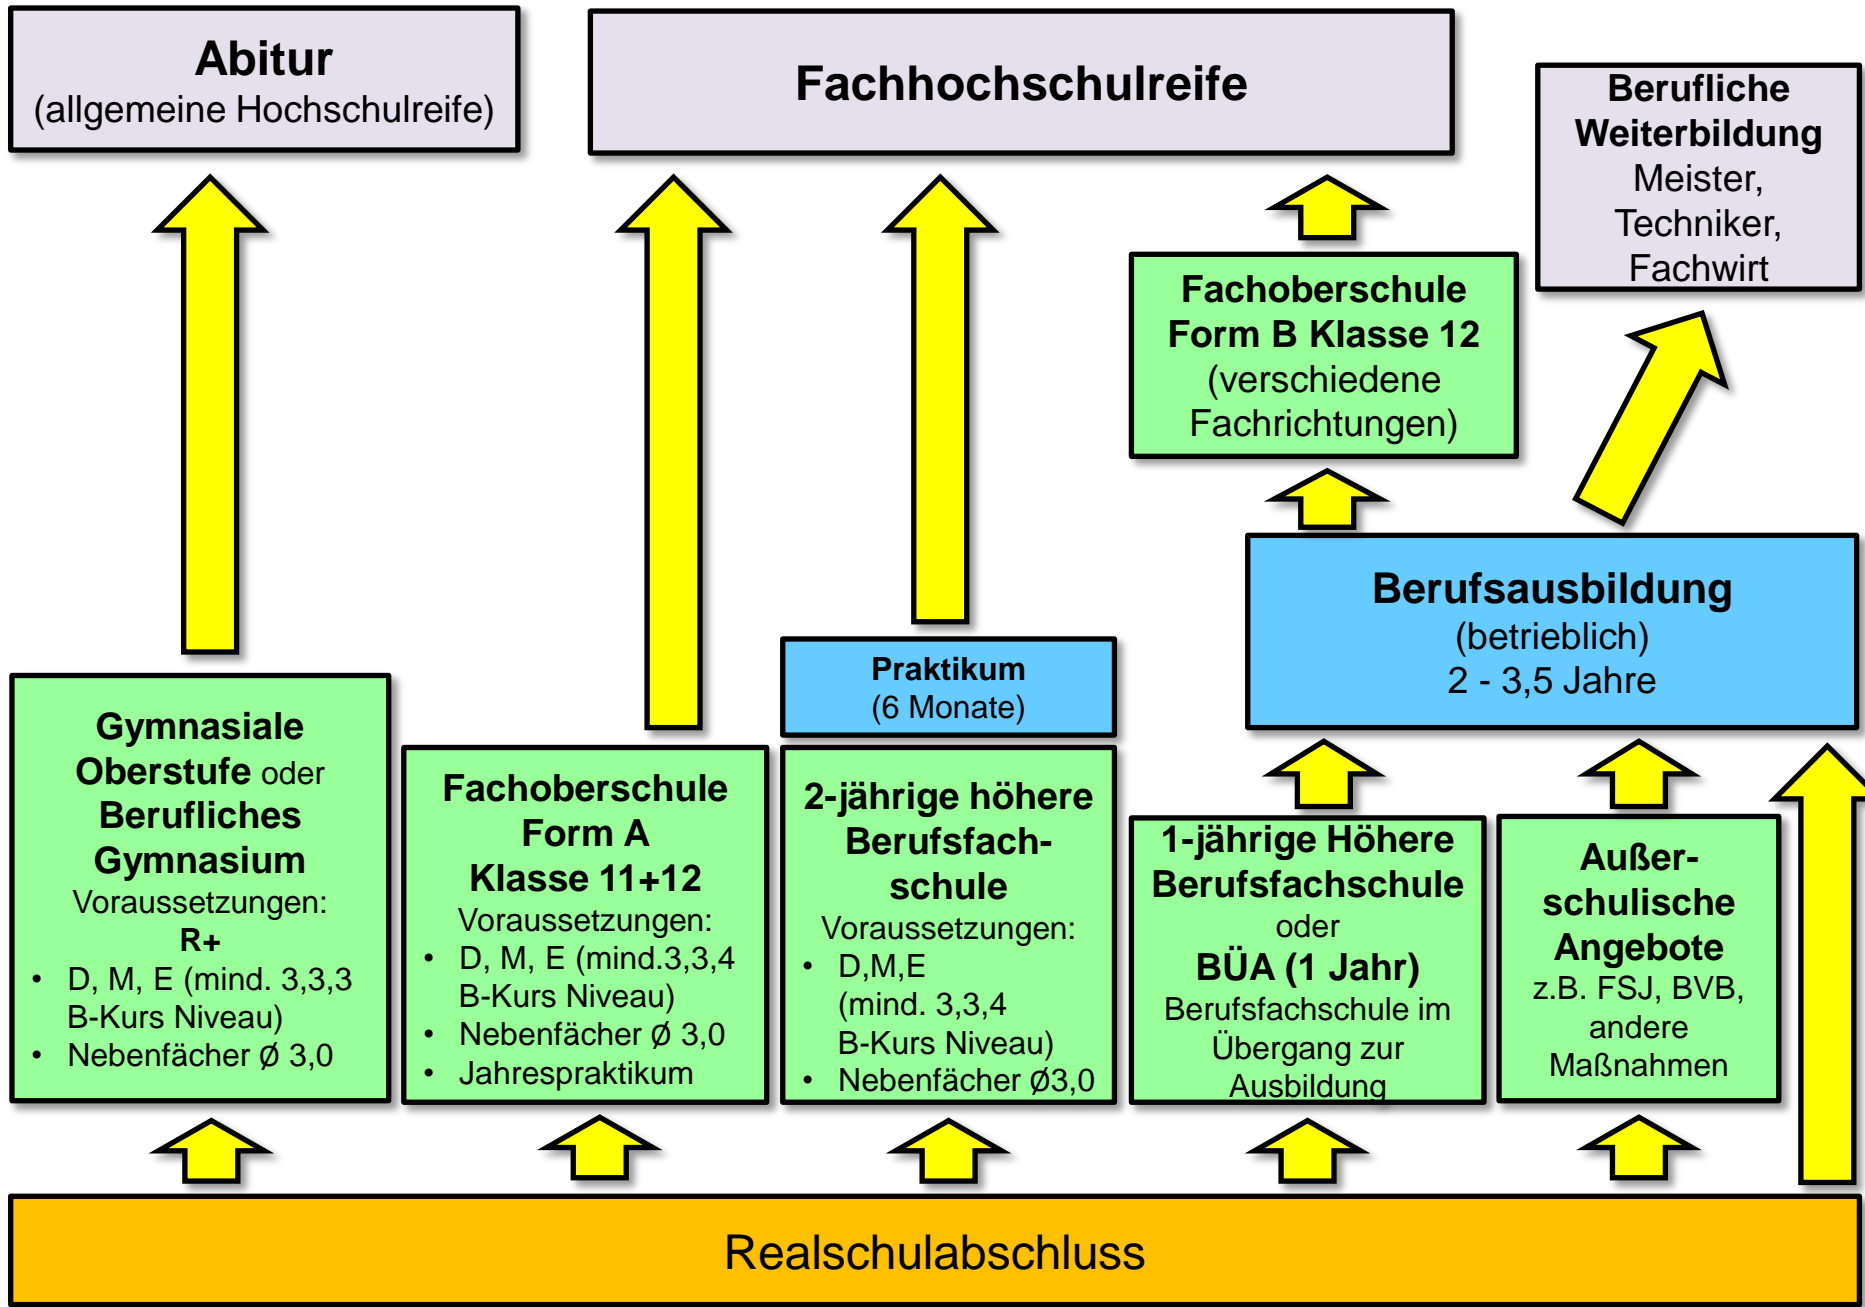 Abitur
(allgemeine Hochschulreife)
Fachhochschulreife
Berufliche
Weiterbildung
Meister,
Techniker,
Fachwirt
Fachoberschule
Form B Klasse 12
(verschiedene
Fachrichtungen)
Berufsausbildung
(betrieblich)
2 - 3,5 Jahre
Praktikum
(6 Monate)
Gymnasiale
Oberstufe oder
Berufliches
Gymnasium
Voraussetzungen:
R+
• D, M, E (mind. 3,3,3
B-Kurs Niveau)
• Nebenfächer Ø 3,0
Fachoberschule
Form A
Klasse 11+12
Voraussetzungen:
• D, M, E (mind.3,3,4
B-Kurs Niveau)
• Nebenfächer Ø 3,0
• Jahrespraktikum
2-jährige höhere
Berufsfach-
schule
Voraussetzungen:
• D,M,E
(mind. 3,3,4
B-Kurs Niveau)
• Nebenfächer Ø3,0
1-jährige Höhere
Berufsfachschule
oder
BÜA (1 Jahr)
Berufsfachschule im
Übergang zur
Ausbildung
Außer-
schulische
Angebote
z.B. FSJ, BVB,
andere
Maßnahmen
Realschulabschluss